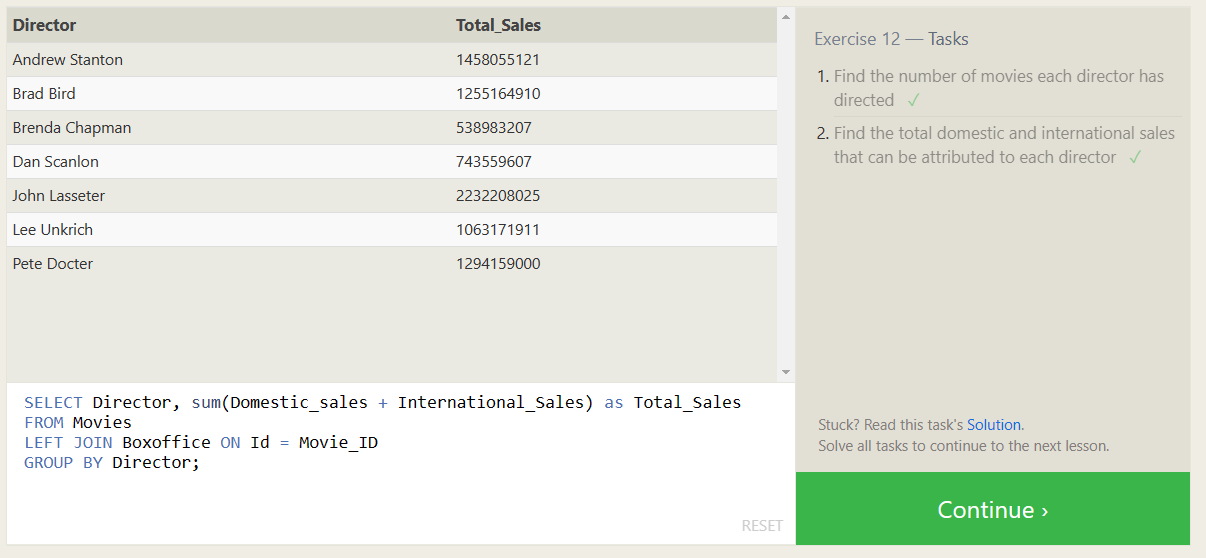 Director Total_Sales
Andrew Stanton 1458055121
Brad Bird 1255164910
Brenda Chapman 538983207
Dan Scanlon 743559607
John Lasseter 2232208025
Lee Unkrich 1063171911
Pete Docter 1294159000
SELECT Director, sum(Domestic_sales + International_Sales) as Total_Sales
FROM Movies
LEFT JOIN Boxoffice ON Id = Movie_ID
GROUP BY Director;
RESET
Exercise 12 — Tasks
1. Find the number of movies each director has
directed ✓
2. Find the total domestic and international sales
that can be attributed to each director ✓
Stuck? Read this task's Solution.
Solve all tasks to continue to the next lesson.
Continue ›